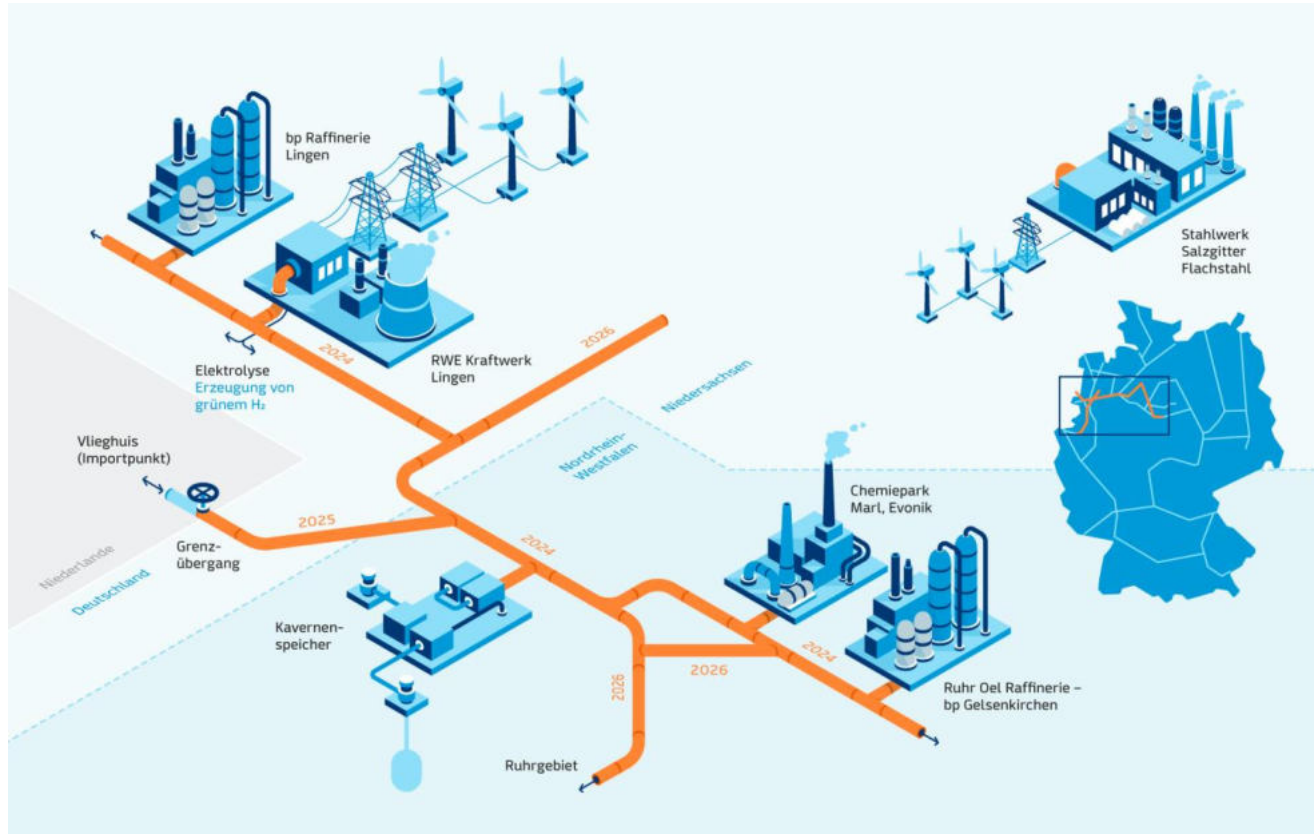 bp Raffinerie
Lingen
Stahlwerk
Salzgitter
Flachstahl
2024
2026
RWE Kraftwerk
Lingen
Elektrolyse
Erzeugung von
grünem H₂
Niedersachsen
Nordrhein-
Westfalen
Vlieghuis
(Importpunkt)
2025
Grenz-
übergang
Niederlande
Deutschland
2024
Chemiepark
Marl, Evonik
Kavernen-
speicher
2024
2026
2026
Ruhr Oel Raffinerie –
bp Gelsenkirchen
Ruhrgebiet